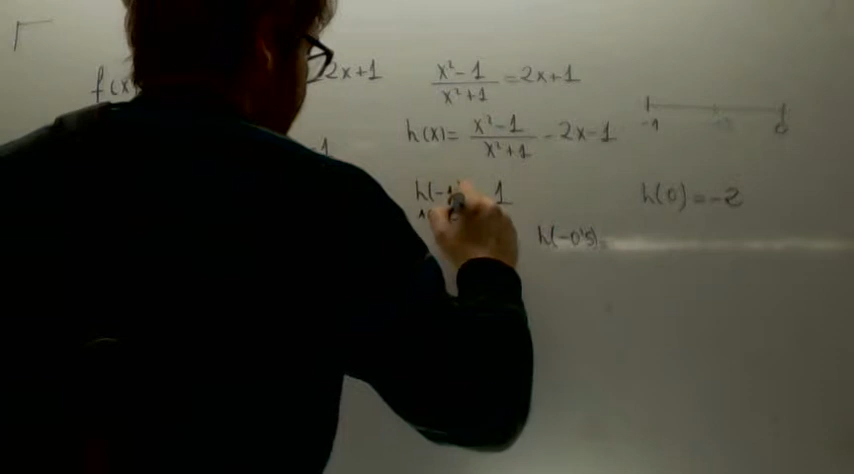 f(x 2x+1
x²-1/x²+1 = 2x+1
-1 0
h(x) = x²-1/x²+1 - 2x-1
-1
h(-1 1
h(0) = -2
h(-0'5) =